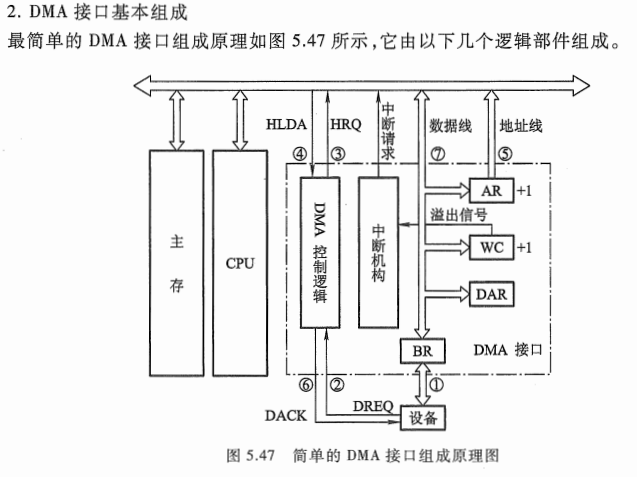 2. DMA 接口基本组成
最简单的 DMA 接口组成原理如图 5.47 所示,它由以下几个逻辑部件组成。
HLDA
HRQ
中断请求
数据线
地址线
④
③
⑦
⑤
主存
CPU
DMA 控制逻辑
中断机构
AR
+1
溢出信号
WC
+1
DAR
BR
DMA 接口
⑥
②
①
DREQ
DACK
设备
图 5.47 简单的 DMA 接口组成原理图